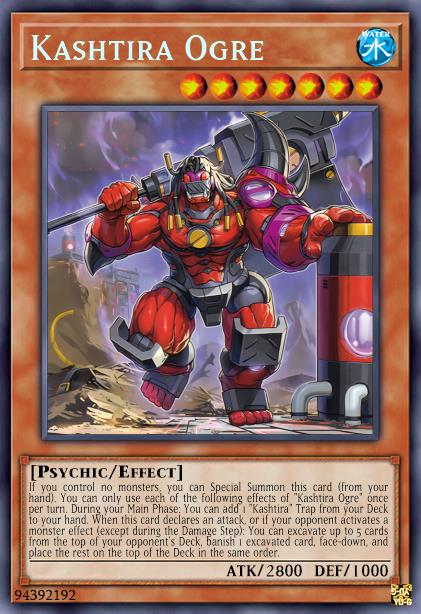 Kashtira Ogre
WATER
水
[Psychic/Effect]
If you control no monsters, you can Special Summon this card (from your
hand). You can only use each of the following effects of "Kashtira Ogre" once
per turn. During your Main Phase: You can add 1 "Kashtira" Trap from your Deck
to your hand. When this card declares an attack, or if your opponent activates a
monster effect (except during the Damage Step): You can excavate up to 5 cards
from the top of your opponent's Deck, banish 1 excavated card, face-down, and
place the rest on the top of the Deck in the same order.
ATK/2800 DEF/1000
94392192